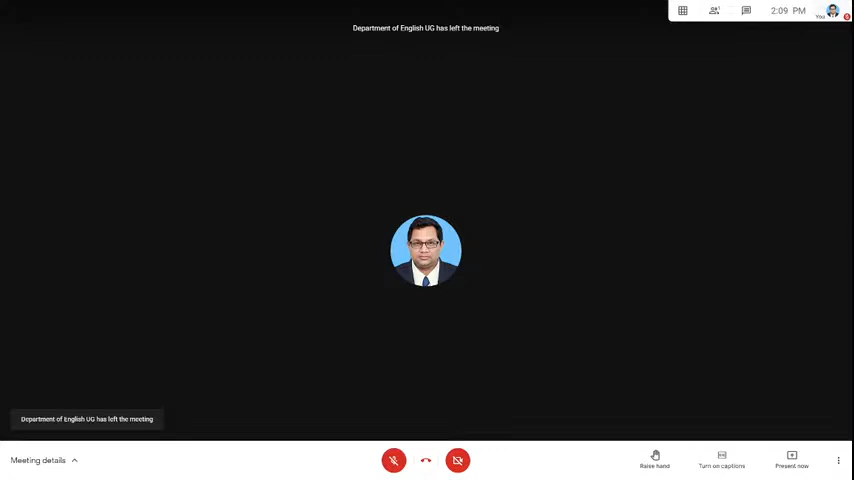 Department of English UG has left the meeting
2:09 PM
You
Department of English UG has left the meeting
Meeting details
Raise hand
Turn on captions
Present now